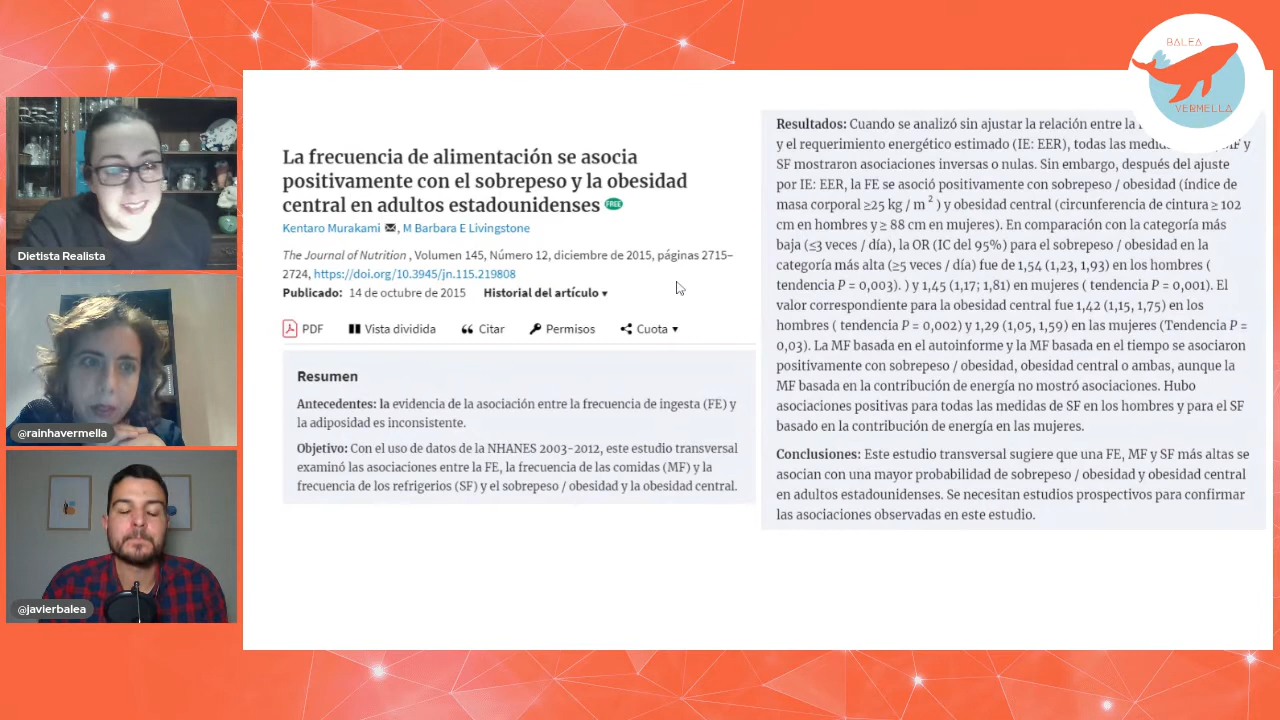 BALEA
VERMELLA
Dietista Realista
@rainhavermella
@javierbalea
La frecuencia de alimentación se asocia
positivamente con el sobrepeso y la obesidad
central en adultos estadounidenses FREE
Kentaro Murakami, M Barbara E Livingstone
The Journal of Nutrition , Volumen 145, Número 12, diciembre de 2015, páginas 2715–
2724, https://doi.org/10.3945/jn.115.219808
Publicado: 14 de octubre de 2015 Historial del artículo ▾
PDF Vista dividida Citar Permisos Cuota ▾
Resumen
Antecedentes: la evidencia de la asociación entre la frecuencia de ingesta (FE) y
la adiposidad es inconsistente.
Objetivo: Con el uso de datos de la NHANES 2003-2012, este estudio transversal
examinó las asociaciones entre la FE, la frecuencia de las comidas (MF) y la
frecuencia de los refrigerios (SF) y el sobrepeso / obesidad y la obesidad central.
Resultados: Cuando se analizó sin ajustar la relación entre la
y el requerimiento energético estimado (IE: EER), todas las y
SF mostraron asociaciones inversas o nulas. Sin embargo, después del ajuste
por IE: EER, la FE se asoció positivamente con sobrepeso / obesidad (índice de
masa corporal ≥25 kg / m 2 ) y obesidad central (circunferencia de cintura ≥ 102
cm en hombres y ≥ 88 cm en mujeres). En comparación con la categoría más
baja (≤3 veces / día), la OR (IC del 95%) para el sobrepeso / obesidad en la
categoría más alta (≥5 veces / día) fue de 1,54 (1,23, 1,93) en los hombres (
tendencia P = 0,003). ) y 1,45 (1,17; 1,81) en mujeres ( tendencia P = 0,001). El
valor correspondiente para la obesidad central fue 1,42 (1,15, 1,75) en los
hombres ( tendencia P = 0,002) y 1,29 (1,05, 1,59) en las mujeres (Tendencia P =
0,03). La MF basada en el autoinforme y la MF basada en el tiempo se asociaron
positivamente con sobrepeso / obesidad, obesidad central o ambas, aunque la
MF basada en la contribución de energía no mostró asociaciones. Hubo
asociaciones positivas para todas las medidas de SF en los hombres y para el SF
basado en la contribución de energía en las mujeres.
Conclusiones: Este estudio transversal sugiere que una FE, MF y SF más altas se
asocian con una mayor probabilidad de sobrepeso / obesidad y obesidad central
en adultos estadounidenses. Se necesitan estudios prospectivos para confirmar
las asociaciones observadas en este estudio.